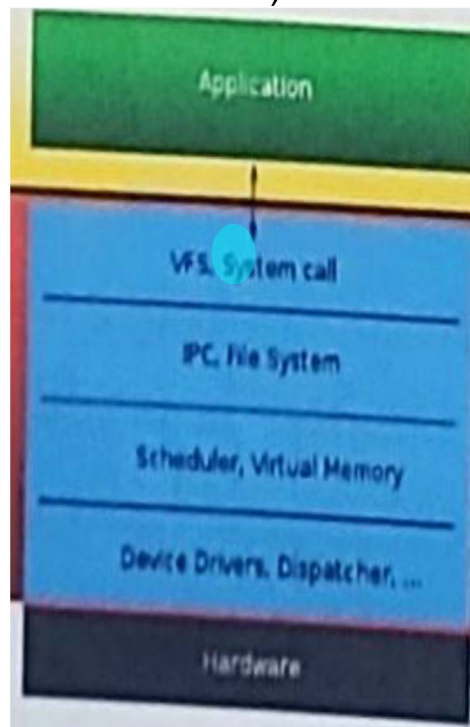 Application
VFS, System call
IPC, File System
Scheduler, Virtual Memory
Device Drivers, Dispatcher, ...
Hardware